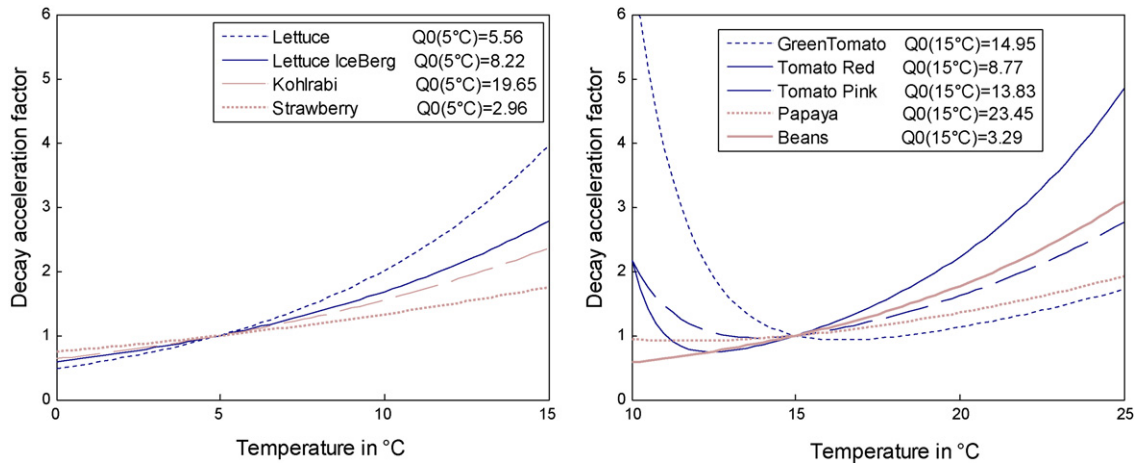 Lettuce Q0(5°C)=5.56
Lettuce IceBerg Q0(5°C)=8.22
Kohlrabi Q0(5°C)=19.65
Strawberry Q0(5°C)=2.96
Decay acceleration factor
6
5
4
3
2
1
0
0
5
10
15
Temperature in °C
GreenTomato Q0(15°C)=14.95
Tomato Red Q0(15°C)=8.77
Tomato Pink Q0(15°C)=13.83
Papaya Q0(15°C)=23.45
Beans Q0(15°C)=3.29
Decay acceleration factor
6
5
4
3
2
1
0
10
15
20
25
Temperature in °C